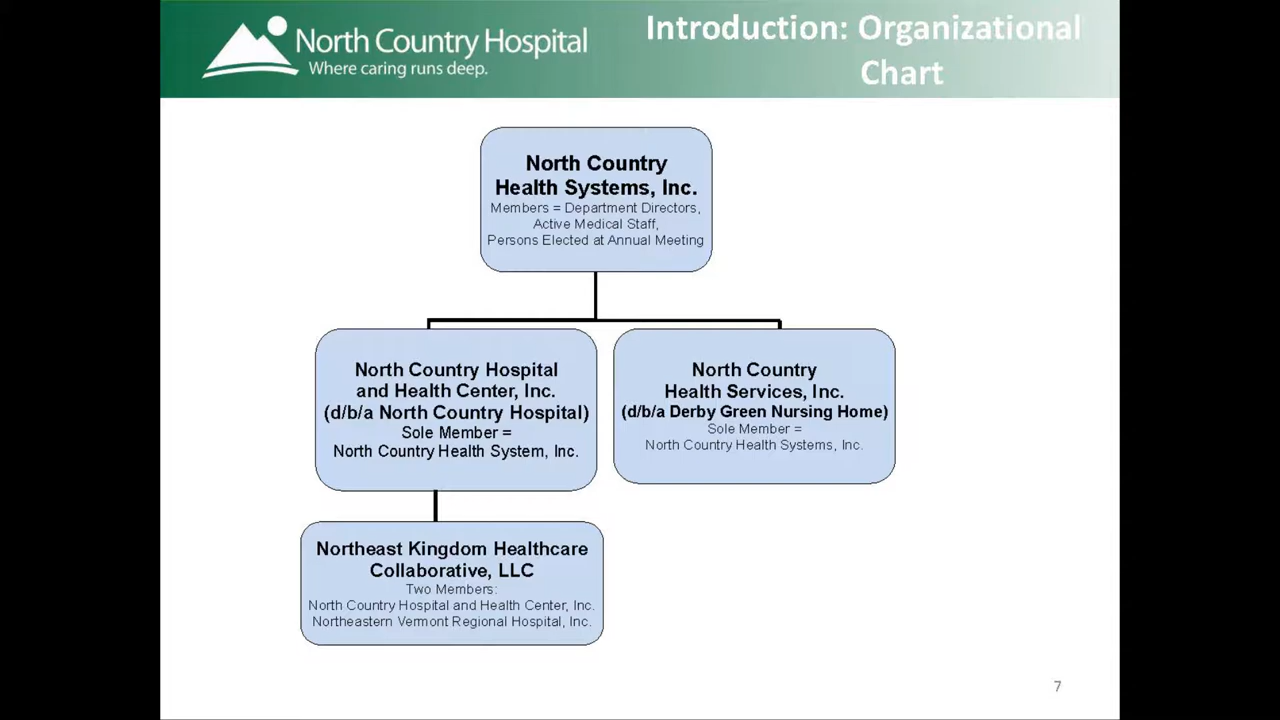 North Country Hospital
Where caring runs deep.
Introduction: Organizational
Chart
North Country
Health Systems, Inc.
Members = Department Directors,
Active Medical Staff,
Persons Elected at Annual Meeting
North Country Hospital
and Health Center, Inc.
(d/b/a North Country Hospital)
Sole Member =
North Country Health System, Inc.
North Country
Health Services, Inc.
(d/b/a Derby Green Nursing Home)
Sole Member =
North Country Health Systems, Inc.
Northeast Kingdom Healthcare
Collaborative, LLC
Two Members:
North Country Hospital and Health Center, Inc.
Northeastern Vermont Regional Hospital, Inc.
7